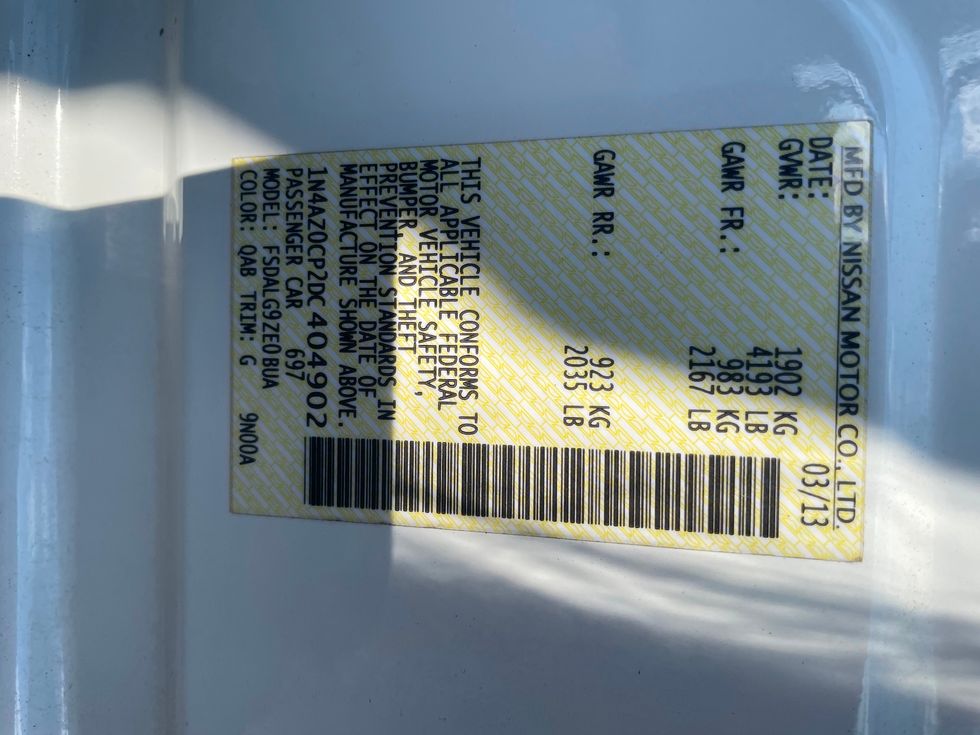 MFD BY NISSAN MOTOR CO., LTD.
DATE: 03/13
GVWR: 1902 KG
4193 LB
GAWR FR.: 983 KG
2167 LB
GAWR RR.: 923 KG
2035 LB
THIS VEHICLE CONFORMS TO
ALL APPLICABLE FEDERAL
MOTOR VEHICLE SAFETY,
BUMPER, AND THEFT
PREVENTION STANDARDS IN
EFFECT ON THE DATE OF
MANUFACTURE SHOWN ABOVE.
1N4AZ0CP2DC 404902
PASSENGER CAR 697
MODEL: FSDALG9ZE0BUA
COLOR: QAB TRIM: G 9N00A